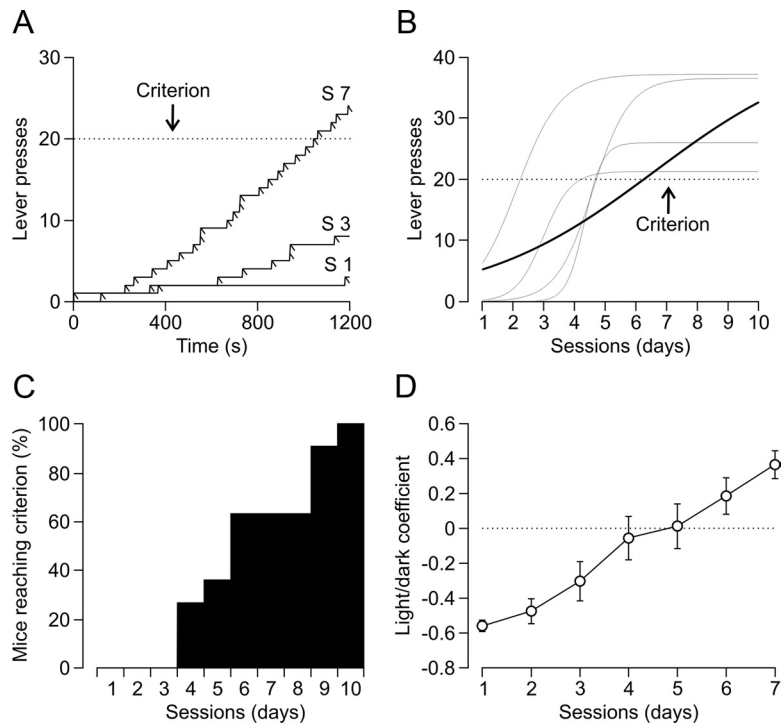 A
Criterion
S 7
S 3
S 1
Lever presses
30
20
10
0
0 400 800 1200
Time (s)
B
Criterion
Lever presses
40
30
20
10
0
1 2 3 4 5 6 7 8 9 10
Sessions (days)
C
Mice reaching criterion (%)
100
80
60
40
20
0
1 2 3 4 5 6 7 8 9 10
Sessions (days)
D
Light/dark coefficient
0.6
0.4
0.2
0
-0.2
-0.4
-0.6
-0.8
1 2 3 4 5 6 7
Sessions (days)